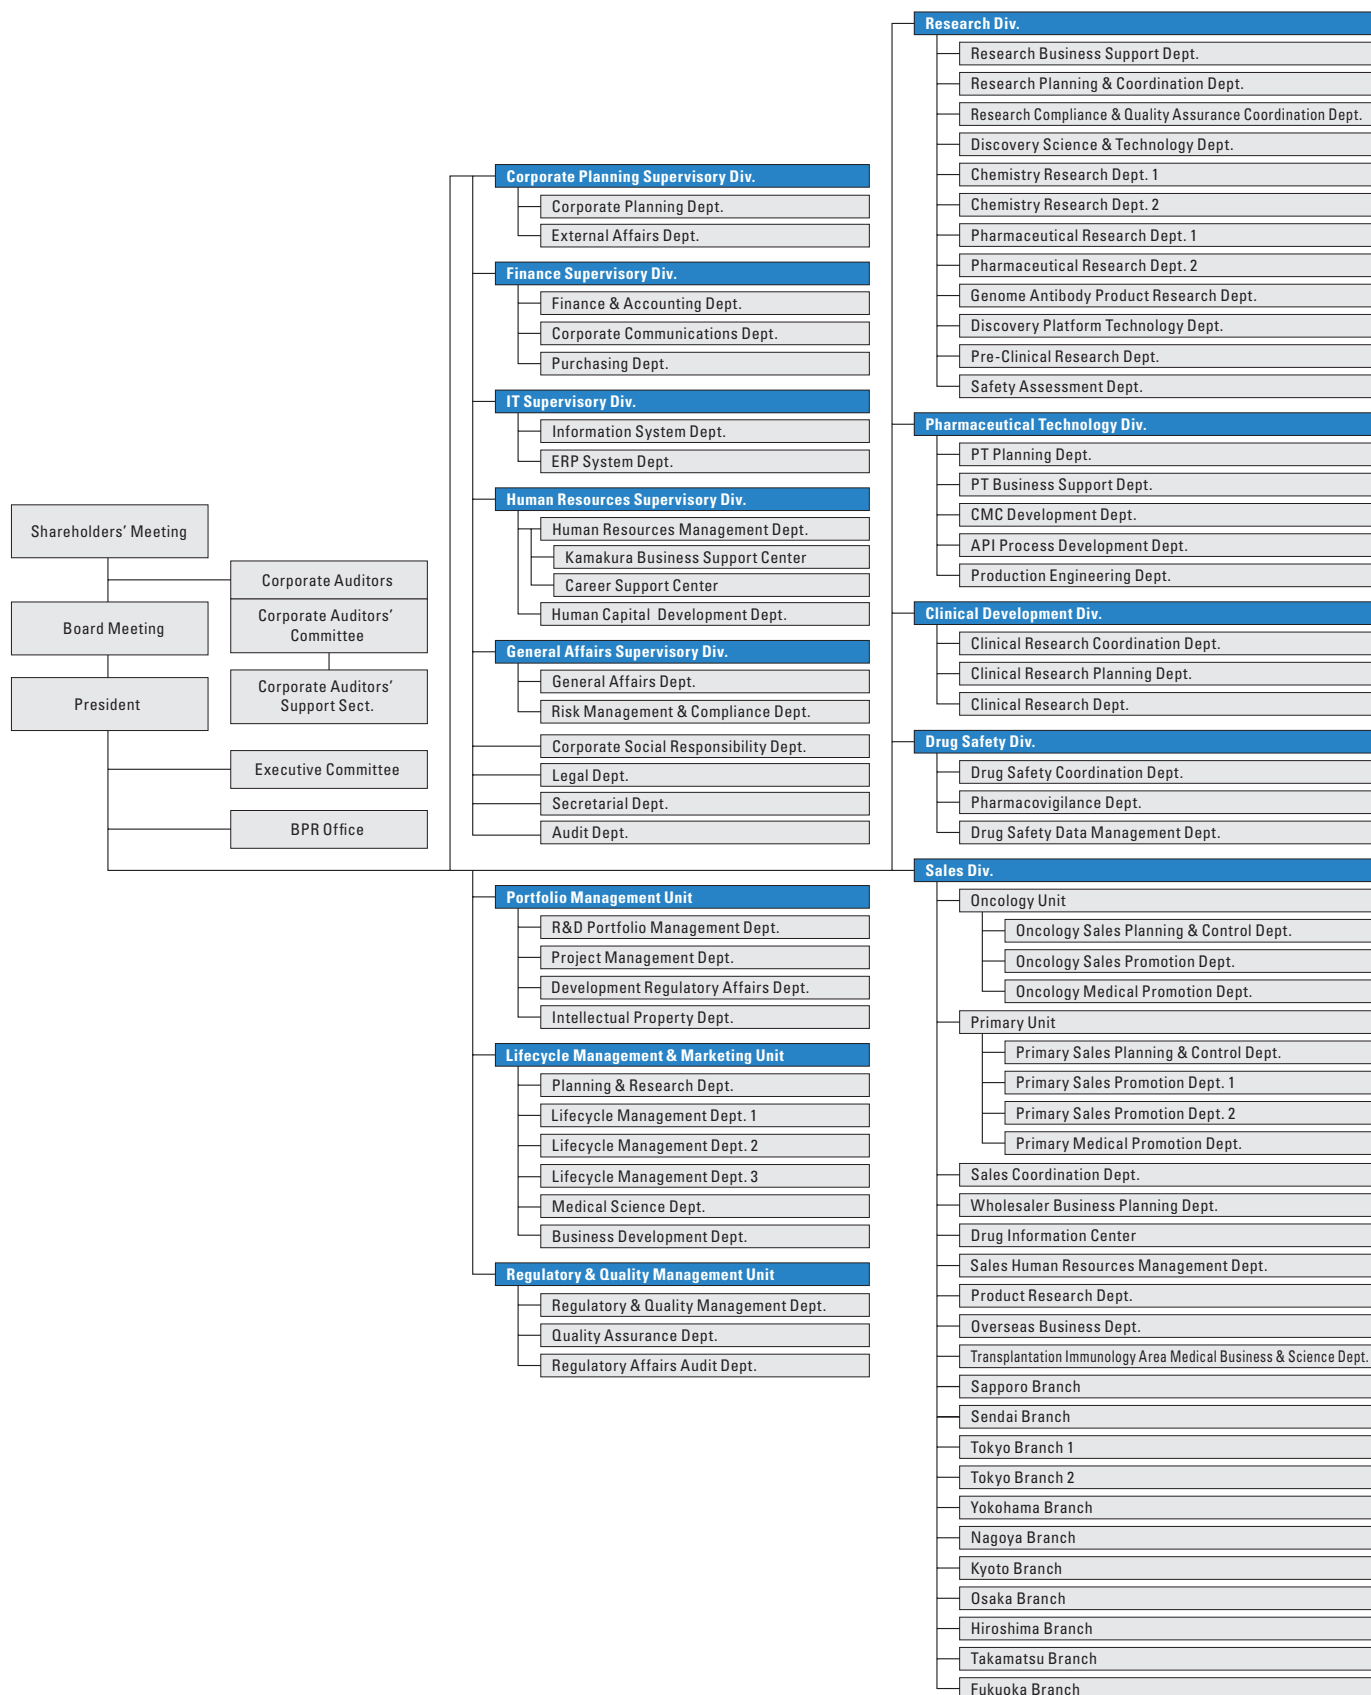 Shareholders' Meeting
Corporate Auditors
Board Meeting
Corporate Auditors'
Committee
President
Corporate Auditors'
Support Sect.
Executive Committee
BPR Office
Corporate Planning Supervisory Div.
Corporate Planning Dept.
External Affairs Dept.
Finance Supervisory Div.
Finance & Accounting Dept.
Corporate Communications Dept.
Purchasing Dept.
IT Supervisory Div.
Information System Dept.
ERP System Dept.
Human Resources Supervisory Div.
Human Resources Management Dept.
Kamakura Business Support Center
Career Support Center
Human Capital Development Dept.
General Affairs Supervisory Div.
General Affairs Dept.
Risk Management & Compliance Dept.
Corporate Social Responsibility Dept.
Legal Dept.
Secretarial Dept.
Audit Dept.
Portfolio Management Unit
R&D Portfolio Management Dept.
Project Management Dept.
Development Regulatory Affairs Dept.
Intellectual Property Dept.
Lifecycle Management & Marketing Unit
Planning & Research Dept.
Lifecycle Management Dept. 1
Lifecycle Management Dept. 2
Lifecycle Management Dept. 3
Medical Science Dept.
Business Development Dept.
Regulatory & Quality Management Unit
Regulatory & Quality Management Dept.
Quality Assurance Dept.
Regulatory Affairs Audit Dept.
Research Div.
Research Business Support Dept.
Research Planning & Coordination Dept.
Research Compliance & Quality Assurance Coordination Dept.
Discovery Science & Technology Dept.
Chemistry Research Dept. 1
Chemistry Research Dept. 2
Pharmaceutical Research Dept. 1
Pharmaceutical Research Dept. 2
Genome Antibody Product Research Dept.
Discovery Platform Technology Dept.
Pre-Clinical Research Dept.
Safety Assessment Dept.
Pharmaceutical Technology Div.
PT Planning Dept.
PT Business Support Dept.
CMC Development Dept.
API Process Development Dept.
Production Engineering Dept.
Clinical Development Div.
Clinical Research Coordination Dept.
Clinical Research Planning Dept.
Clinical Research Dept.
Drug Safety Div.
Drug Safety Coordination Dept.
Pharmacovigilance Dept.
Drug Safety Data Management Dept.
Sales Div.
Oncology Unit
Oncology Sales Planning & Control Dept.
Oncology Sales Promotion Dept.
Oncology Medical Promotion Dept.
Primary Unit
Primary Sales Planning & Control Dept.
Primary Sales Promotion Dept. 1
Primary Sales Promotion Dept. 2
Primary Medical Promotion Dept.
Sales Coordination Dept.
Wholesaler Business Planning Dept.
Drug Information Center
Sales Human Resources Management Dept.
Product Research Dept.
Overseas Business Dept.
Transplantation Immunology Area Medical Business & Science Dept.
Sapporo Branch
Sendai Branch
Tokyo Branch 1
Tokyo Branch 2
Yokohama Branch
Nagoya Branch
Kyoto Branch
Osaka Branch
Hiroshima Branch
Takamatsu Branch
Fukuoka Branch